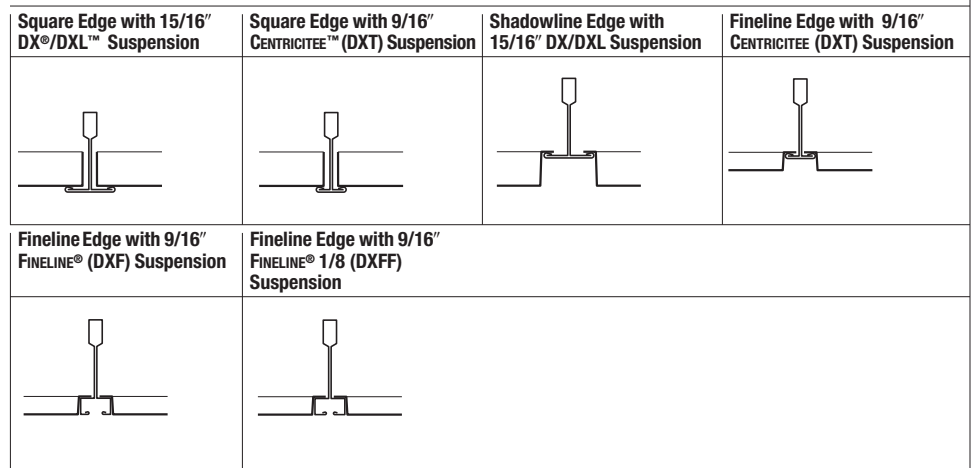 Square Edge with 15/16″
DX®/DXL™ Suspension
Square Edge with 9/16″
CENTRICITEE™ (DXT) Suspension
Shadowline Edge with
15/16″ DX/DXL Suspension
Fineline Edge with 9/16″
CENTRICITEE (DXT) Suspension
Fineline Edge with 9/16″
FINELINE® (DXF) Suspension
Fineline Edge with 9/16″
FINELINE® 1/8 (DXFF)
Suspension